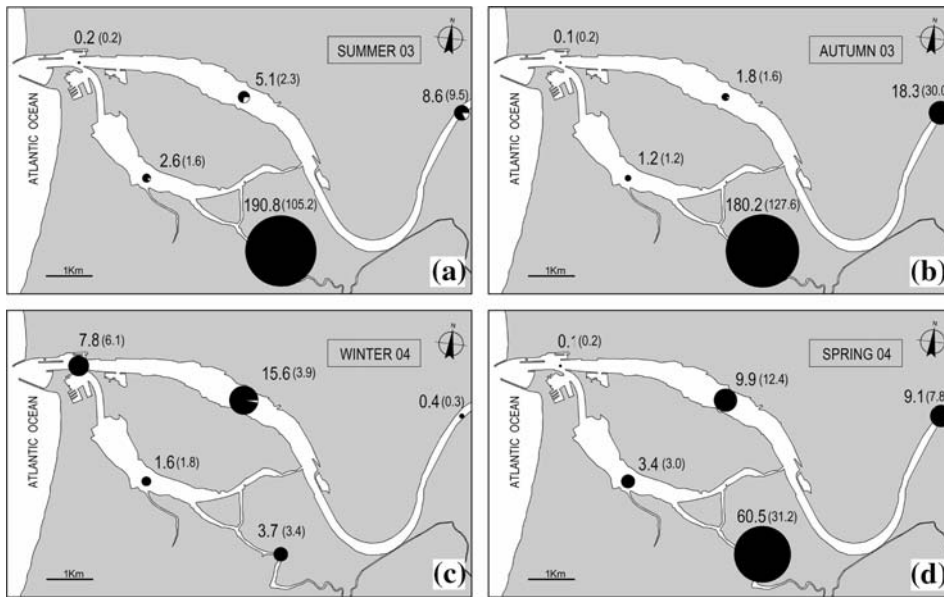 0.2 (0.2)
SUMMER 03
N
5.1 (2.3)
8.6 (9.5)
ATLANTIC OCEAN
2.6 (1.6)
190.8 (105.2)
1Km
(a)
0.1 (0.2)
AUTUMN 03
N
1.8 (1.6)
18.3 (30.0
ATLANTIC OCEAN
1.2 (1.2)
180.2 (127.6)
1Km
(b)
7.8 (6.1)
WINTER 04
N
15.6 (3.9)
0.4 (0.3)
ATLANTIC OCEAN
1.6 (1.8)
3.7 (3.4)
1Km
(c)
0.1 (0.2)
SPRING 04
N
9.9 (12.4)
9.1 (7.8
ATLANTIC OCEAN
3.4 (3.0)
60.5 (31.2)
1Km
(d)